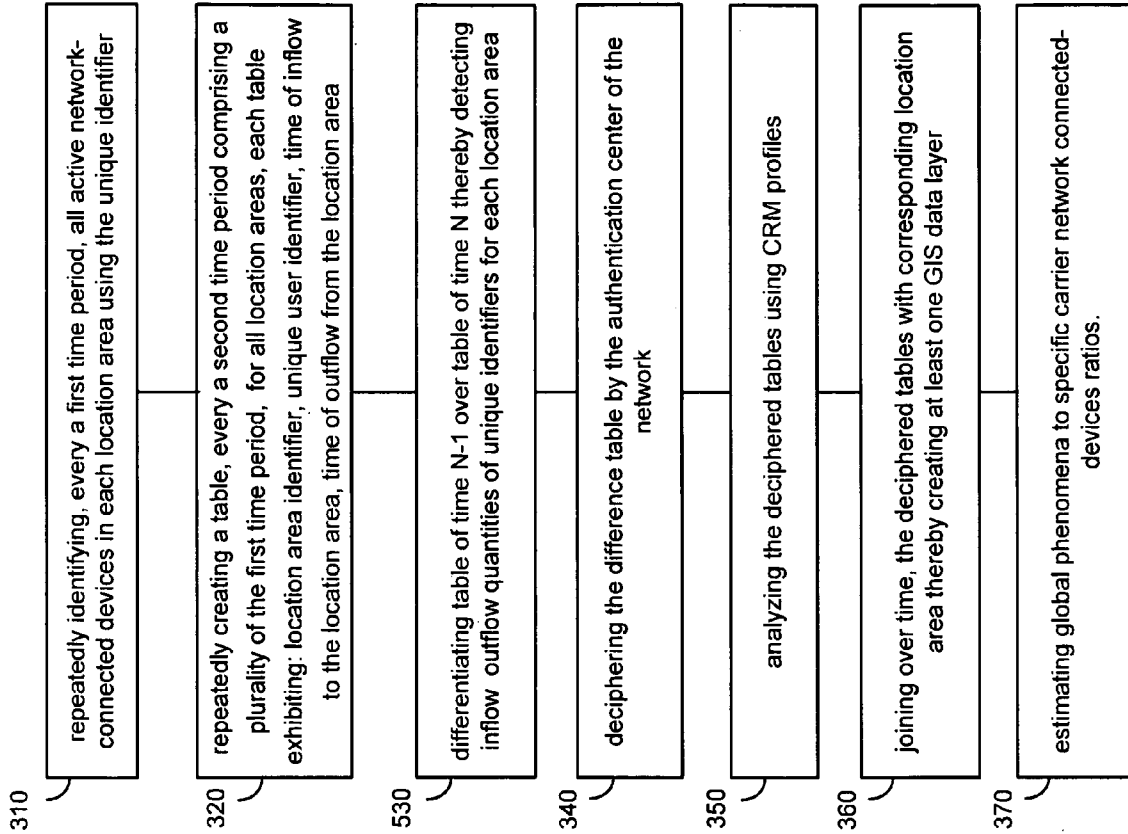 310
repeatedly identifying, every a first time period, all active network-
connected devices in each location area using the unique identifier
320
repeatedly creating a table, every a second time period comprising a
plurality of the first time period, for all location areas, each table
exhibiting: location area identifier, unique user identifier, time of inflow
to the location area, time of outflow from the location area
530
differentiating table of time N-1 over table of time N thereby detecting
inflow outflow quantities of unique identifiers for each location area
340
deciphering the difference table by the authentication center of the
network
350
analyzing the deciphered tables using CRM profiles
360
joining over time, the deciphered tables with corresponding location
area thereby creating at least one GIS data layer
370
estimating global phenomena to specific carrier network connected-
devices ratios.